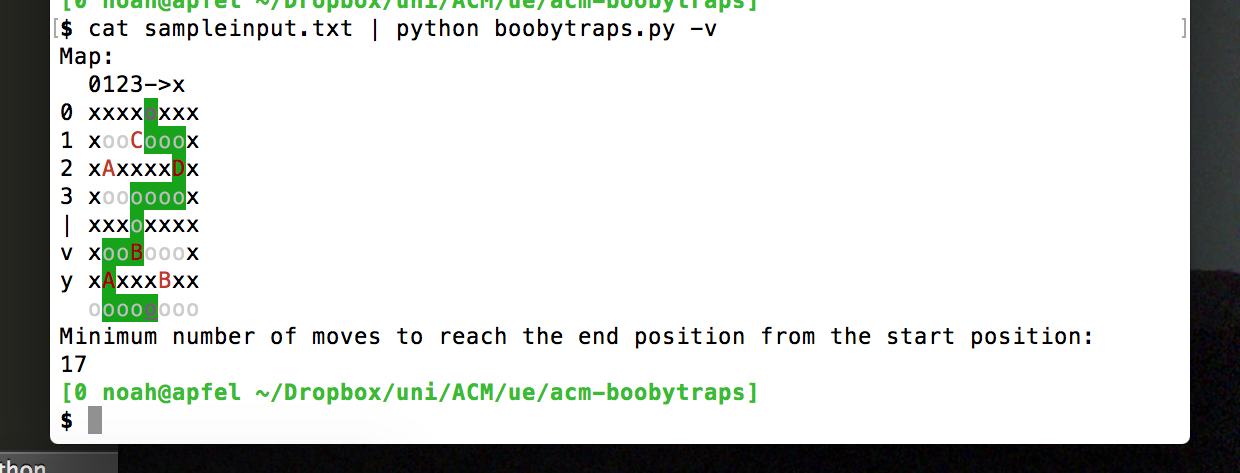 [0 noah@apfel ~/Dropbox/uni/ACM/ue/acm-boobytraps]
[$ cat sampleinput.txt | python boobytraps.py -v ]
Map:
  0123->x
0 xxxxoxxx
1 xooCooox
2 xAxxxxDx
3 xoooooox
| xxxoxxxx
v xooBooox
y xAxxxBxx
  oooooooo
Minimum number of moves to reach the end position from the start position:
17
[0 noah@apfel ~/Dropbox/uni/ACM/ue/acm-boobytraps]
$
thon